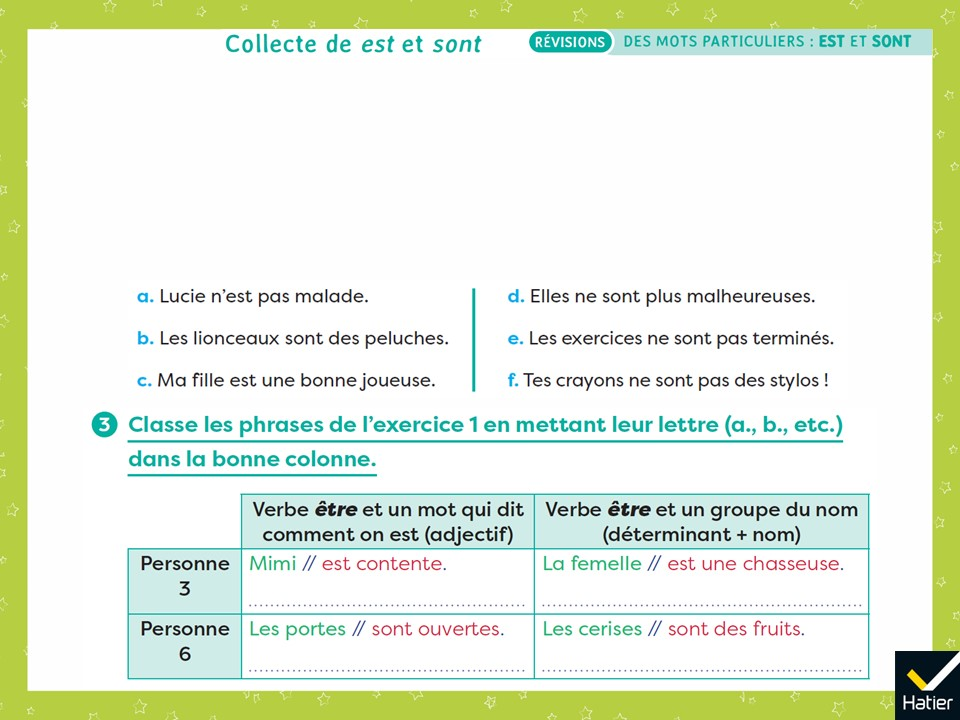 Collecte de est et sont
RÉVISIONS DES MOTS PARTICULIERS : EST ET SONT
a. Lucie n'est pas malade.
b. Les lionceaux sont des peluches.
c. Ma fille est une bonne joueuse.
d. Elles ne sont plus malheureuses.
e. Les exercices ne sont pas terminés.
f. Tes crayons ne sont pas des stylos !
3 Classe les phrases de l'exercice 1 en mettant leur lettre (a., b., etc.)
dans la bonne colonne.
Verbe être et un mot qui dit
comment on est (adjectif)
Verbe être et un groupe du nom
(déterminant + nom)
Personne
3
Mimi // est contente.
La femelle // est une chasseuse.
Personne
6
Les portes // sont ouvertes.
Les cerises // sont des fruits.
Hatier